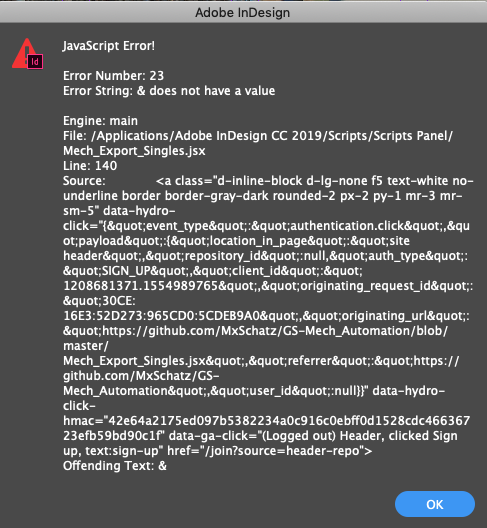 Adobe InDesign
JavaScript Error!
Id
Error Number: 23
Error String: & does not have a value
Engine: main
File: /Applications/Adobe InDesign CC 2019/Scripts/Scripts Panel/
Mech_Export_Singles.jsx
Line: 140
Source:             <a class="d-inline-block d-lg-none f5 text-white no-
underline border border-gray-dark rounded-2 px-2 py-1 mr-3 mr-
sm-5" data-hydro-
click="{&quot;event_type&quot;:&quot;authentication.click&quot;,&qu
ot;payload&quot;:{&quot;location_in_page&quot;:&quot;site
header&quot;,&quot;repository_id&quot;:null,&quot;auth_type&quot;:
&quot;SIGN_UP&quot;,&quot;client_id&quot;:&quot;
1208681371.1554989765&quot;,&quot;originating_request_id&quot;:
&quot;30CE:
16E3:52D273:965CD0:5CDEB9A0&quot;,&quot;originating_url&quot;:
&quot;https://github.com/MxSchatz/GS-Mech_Automation/blob/
master/
Mech_Export_Singles.jsx&quot;,&quot;referrer&quot;:&quot;https://
github.com/MxSchatz/GS-
Mech_Automation&quot;,&quot;user_id&quot;:null}}" data-hydro-
click-
hmac="42e64a2175ed097b5382234a0c916c0ebff0d1528cdc466367
23efb59bd90c1f" data-ga-click="(Logged out) Header, clicked Sign
up, text:sign-up" href="/join?source=header-repo">
Offending Text: &
OK